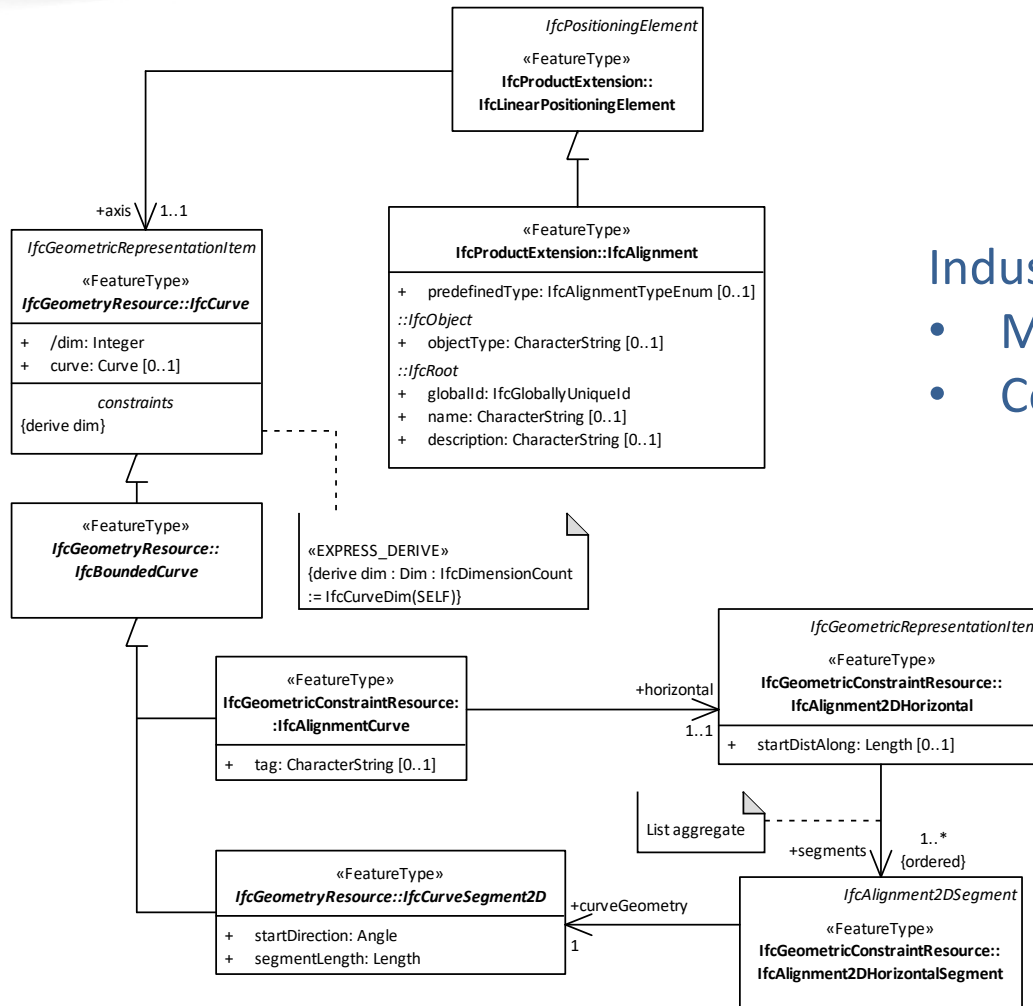 IfcPositioningElement
«FeatureType»
IfcProductExtension::
IfcLinearPositioningElement
+axis
1..1
IfcGeometricRepresentationItem
«FeatureType»
IfcGeometryResource::IfcCurve
+ /dim: Integer
+ curve: Curve [0..1]
constraints
{derive dim}
«FeatureType»
IfcProductExtension::IfcAlignment
+ predefinedType: IfcAlignmentTypeEnum [0..1]
::IfcObject
+ objectType: CharacterString [0..1]
::IfcRoot
+ globalId: IfcGloballyUniqueId
+ name: CharacterString [0..1]
+ description: CharacterString [0..1]
Indus
• M
• Co
«FeatureType»
IfcGeometryResource::
IfcBoundedCurve
«EXPRESS_DERIVE»
{derive dim : Dim : IfcDimensionCount
:= IfcCurveDim(SELF)}
«FeatureType»
IfcGeometricConstraintResource:
:IfcAlignmentCurve
+ tag: CharacterString [0..1]
+horizontal
1..1
IfcGeometricRepresentationItem
«FeatureType»
IfcGeometricConstraintResource::
IfcAlignment2DHorizontal
+ startDistAlong: Length [0..1]
List aggregate
+segments
1..*
{ordered}
«FeatureType»
IfcGeometryResource::IfcCurveSegment2D
+ startDirection: Angle
+ segmentLength: Length
+curveGeometry
1
IfcAlignment2DSegment
«FeatureType»
IfcGeometricConstraintResource::
IfcAlignment2DHorizontalSegment